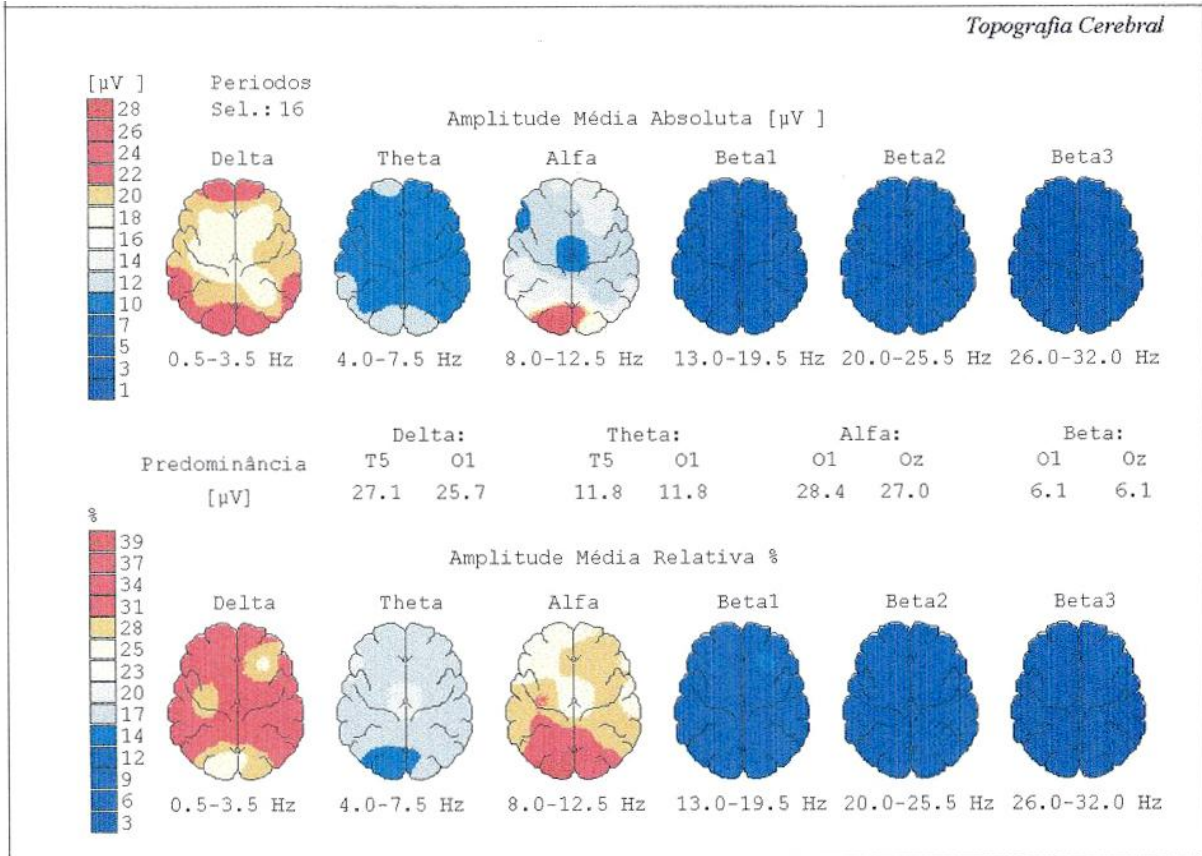 Topografia Cerebral
[µV ]
Periodos
Sel.: 16
Amplitude Média Absoluta [µV ]
28
26
24
22
20
18
16
14
12
10
7
5
3
1
Delta Theta Alfa Beta1 Beta2 Beta3
0.5-3.5 Hz 4.0-7.5 Hz 8.0-12.5 Hz 13.0-19.5 Hz 20.0-25.5 Hz 26.0-32.0 Hz
Delta: Theta: Alfa: Beta:
Predominância T5 O1 T5 O1 O1 Oz O1 Oz
[µV] 27.1 25.7 11.8 11.8 28.4 27.0 6.1 6.1
%
Amplitude Média Relativa %
39
37
34
31
28
25
23
20
17
14
12
9
6
3
Delta Theta Alfa Beta1 Beta2 Beta3
0.5-3.5 Hz 4.0-7.5 Hz 8.0-12.5 Hz 13.0-19.5 Hz 20.0-25.5 Hz 26.0-32.0 Hz